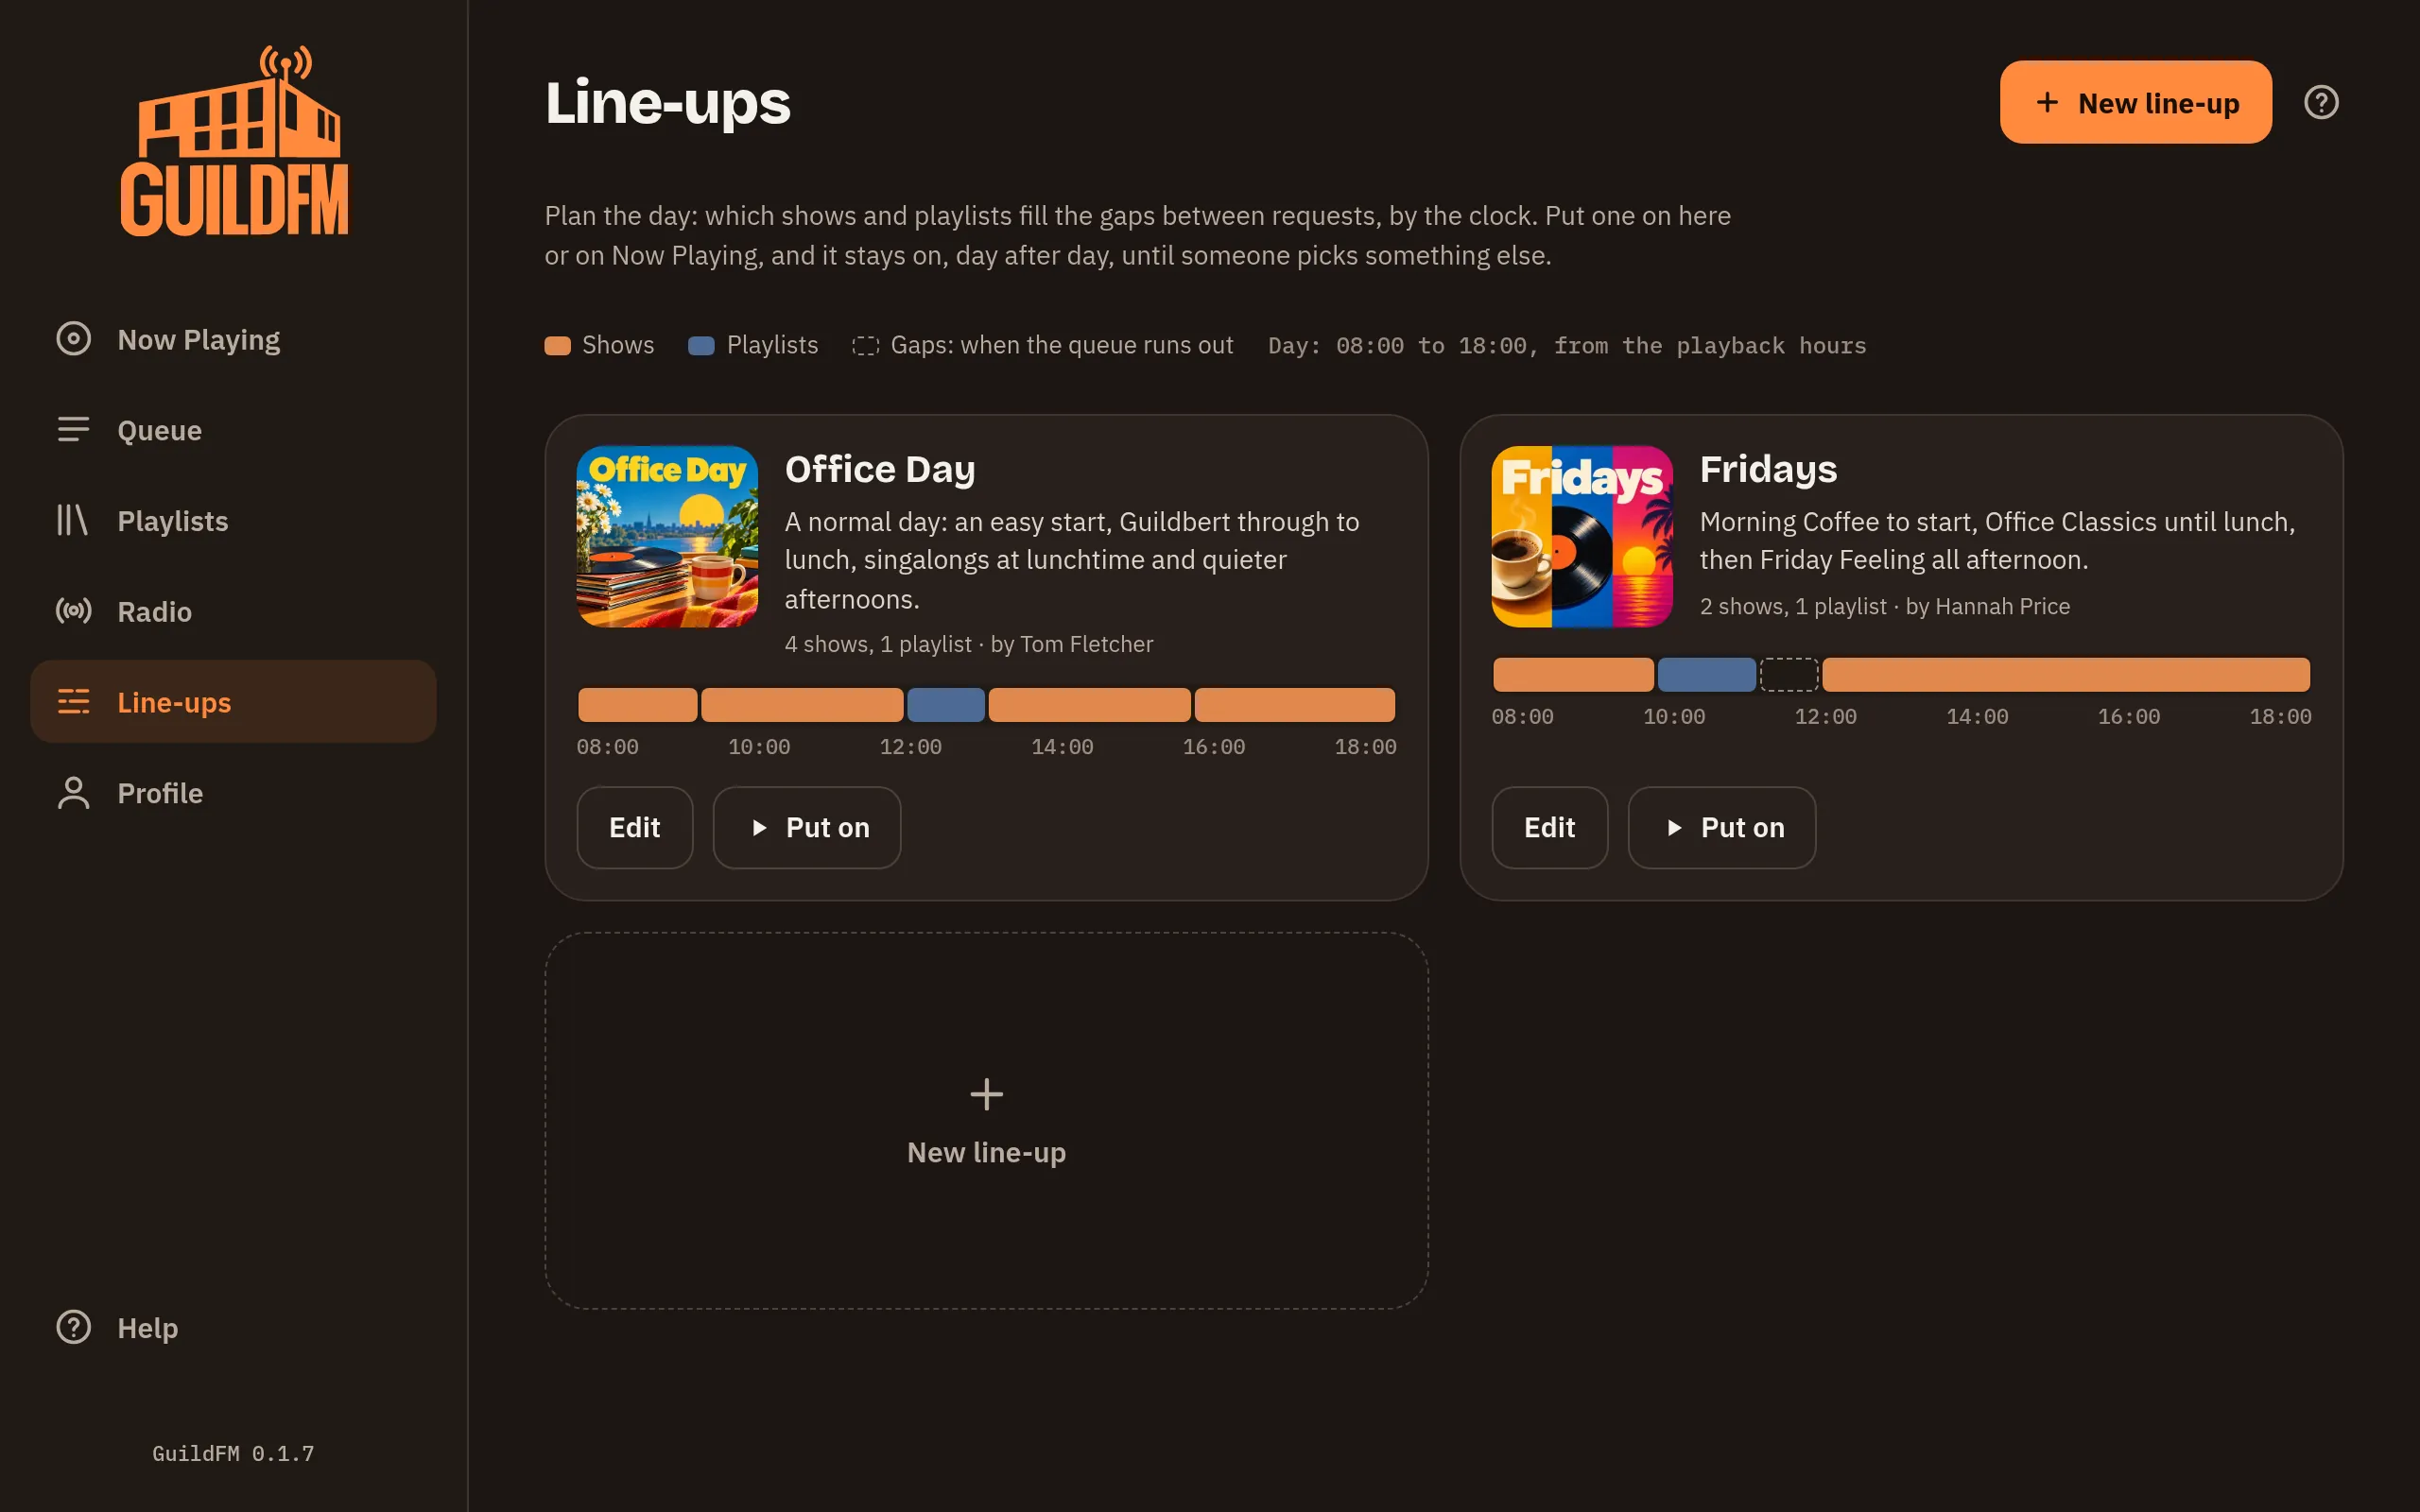 GUILDFM
Now Playing
Queue
Playlists
Radio
Line-ups
Profile
Help
GuildFM 0.1.7
Line-ups
New line-up
Plan the day: which shows and playlists fill the gaps between requests, by the clock. Put one on here
or on Now Playing, and it stays on, day after day, until someone picks something else.
Shows Playlists Gaps: when the queue runs out Day: 08:00 to 18:00, from the playback hours
Office Day
Office Day
A normal day: an easy start, Guildbert through to
lunch, singalongs at lunchtime and quieter
afternoons.
4 shows, 1 playlist · by Tom Fletcher
08:00 10:00 12:00 14:00 16:00 18:00
Edit Put on
Fridays
Fridays
Morning Coffee to start, Office Classics until lunch,
then Friday Feeling all afternoon.
2 shows, 1 playlist · by Hannah Price
08:00 10:00 12:00 14:00 16:00 18:00
Edit Put on
New line-up